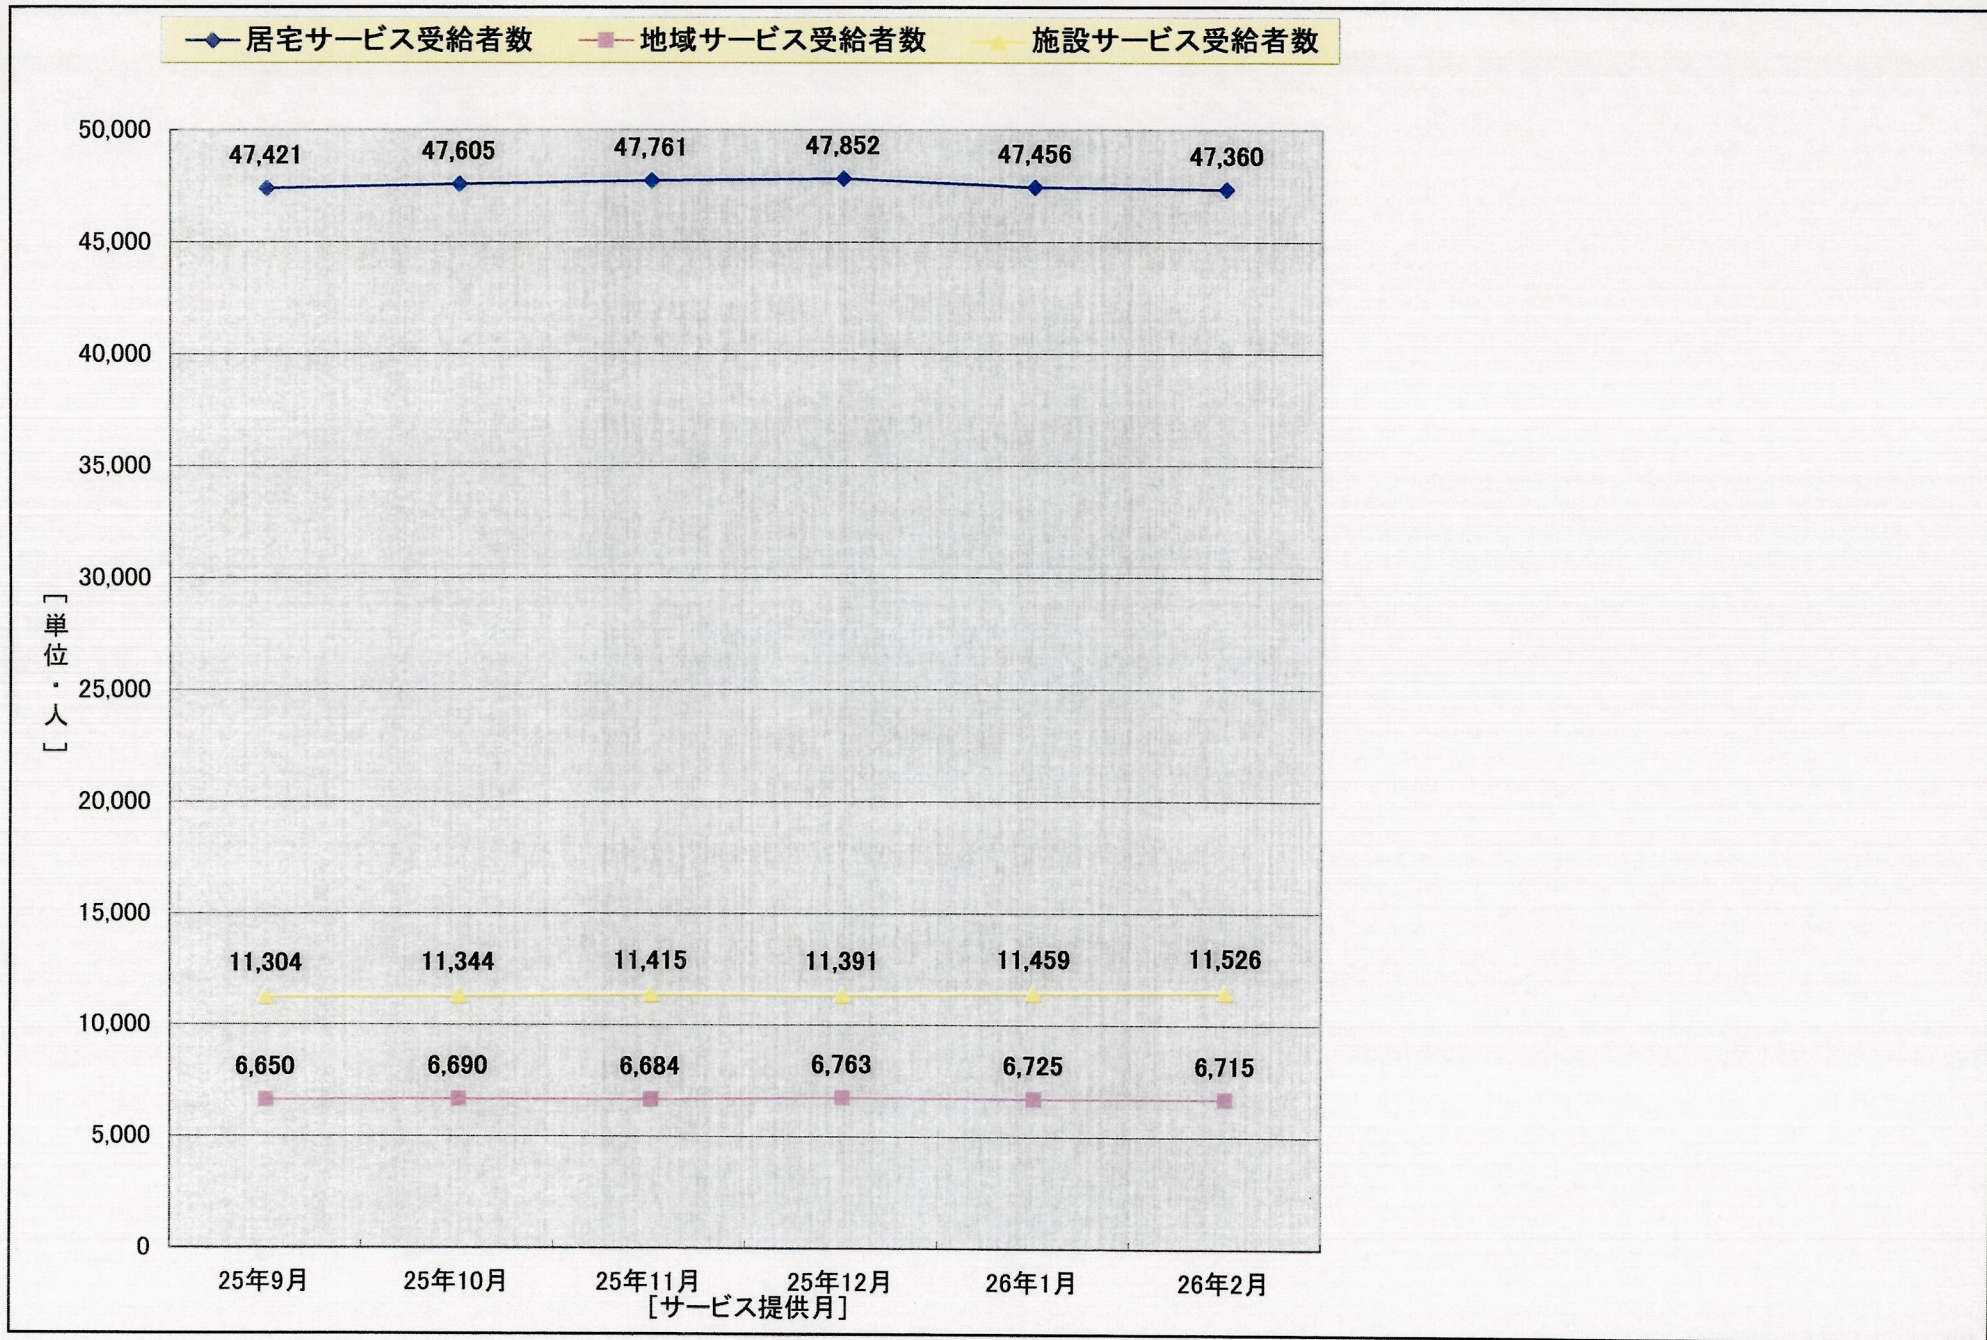 居宅サービス受給者数 地域サービス受給者数 施設サービス受給者数
50,000
47,421 47,605 47,761 47,852 47,456 47,360
45,000
40,000
35,000
30,000
25,000
20,000
15,000
11,304 11,344 11,415 11,391 11,459 11,526
10,000
6,650 6,690 6,684 6,763 6,725 6,715
5,000
0
[単位・人]
25年9月 25年10月 25年11月 25年12月 26年1月 26年2月
[サービス提供月]